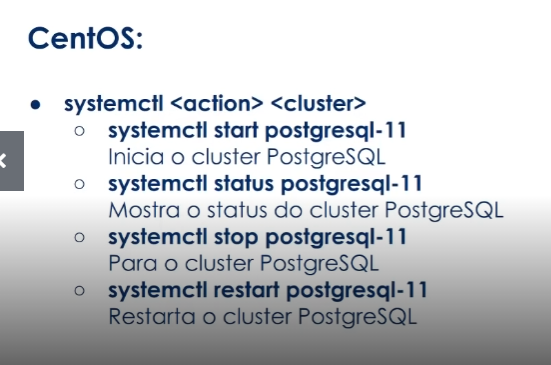 CentOS:
● systemctl <action> <cluster>
○ systemctl start postgresql-11
Inicia o cluster PostgreSQL
○ systemctl status postgresql-11
Mostra o status do cluster PostgreSQL
○ systemctl stop postgresql-11
Para o cluster PostgreSQL
○ systemctl restart postgresql-11
Restarta o cluster PostgreSQL